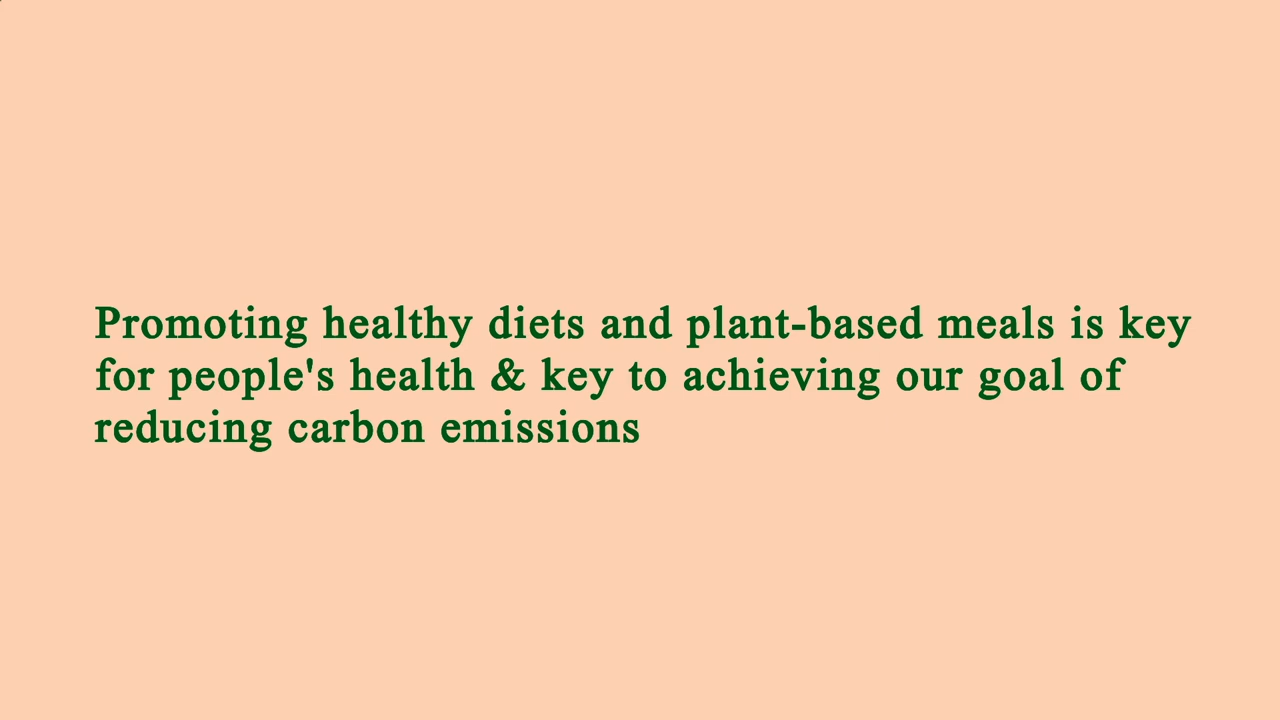 Promoting healthy diets and plant-based meals is key
for people's health & key to achieving our goal of
reducing carbon emissions